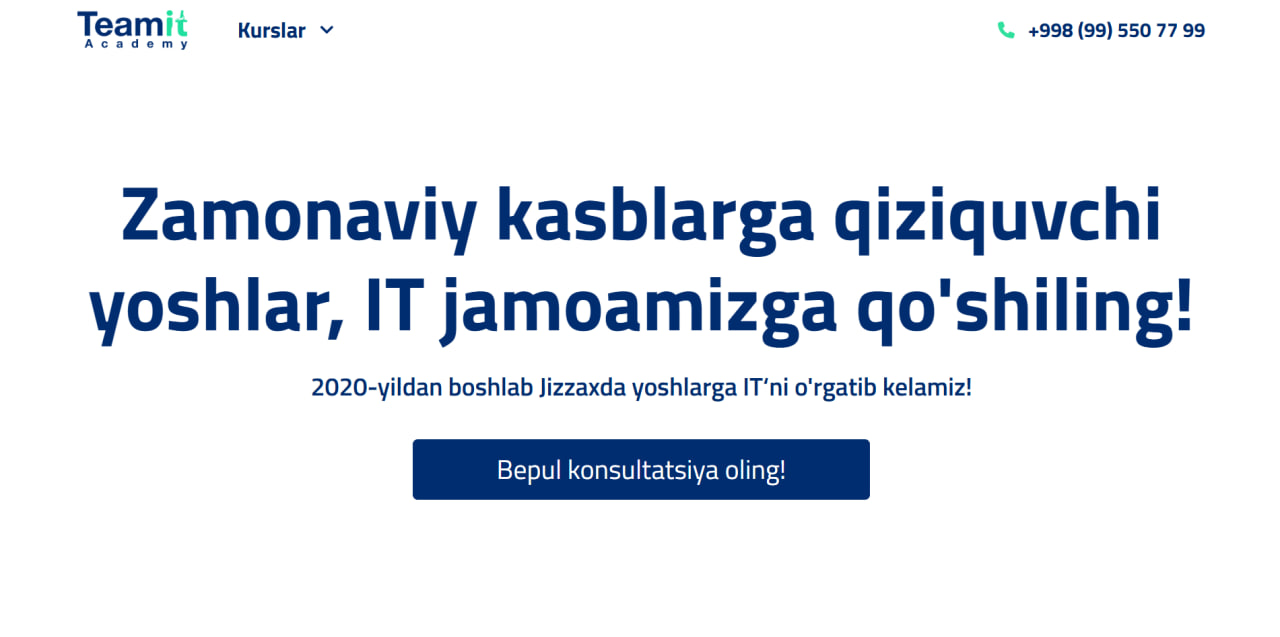 Teamit
Academy
Kurslar
+998 (99) 550 77 99
Zamonaviy kasblarga qiziquvchi
yoshlar, IT jamoamizga qo'shiling!
2020-yildan boshlab Jizzaxda yoshlarga IT‘ni o'rgatib kelamiz!
Bepul konsultatsiya oling!